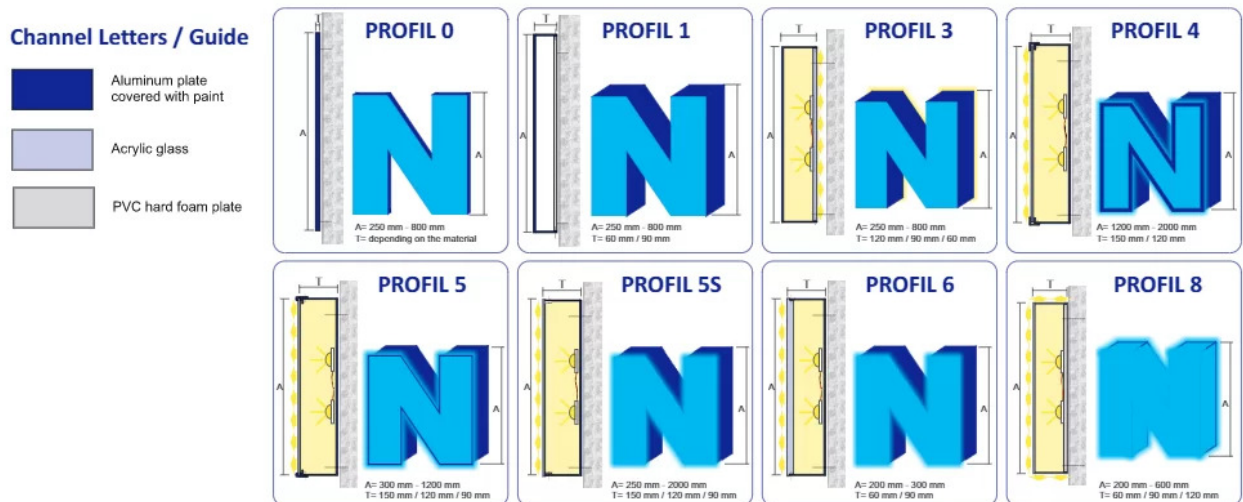 Channel Letters / Guide
Aluminum plate
covered with paint
Acrylic glass
PVC hard foam plate
PROFIL 0
T
A
A
A= 250 mm - 800 mm
T= depending on the material
PROFIL 1
T
A
A
A= 250 mm - 800 mm
T= 60 mm / 90 mm
PROFIL 3
T
A
A
A= 250 mm - 800 mm
T= 120 mm / 90 mm / 60 mm
PROFIL 4
T
A
A
A= 1200 mm - 2000 mm
T= 150 mm / 120 mm
PROFIL 5
T
A
A
A= 300 mm - 1200 mm
T= 150 mm / 120 mm / 90 mm
PROFIL 5S
T
A
A
A= 250 mm - 2000 mm
T= 150 mm / 120 mm / 90 mm
PROFIL 6
T
A
A
A= 200 mm - 300 mm
T= 60 mm / 90 mm
PROFIL 8
T
A
A
A= 200 mm - 600 mm
T= 60 mm / 90 mm / 120 mm
N
N
N
N
N
N
N
N